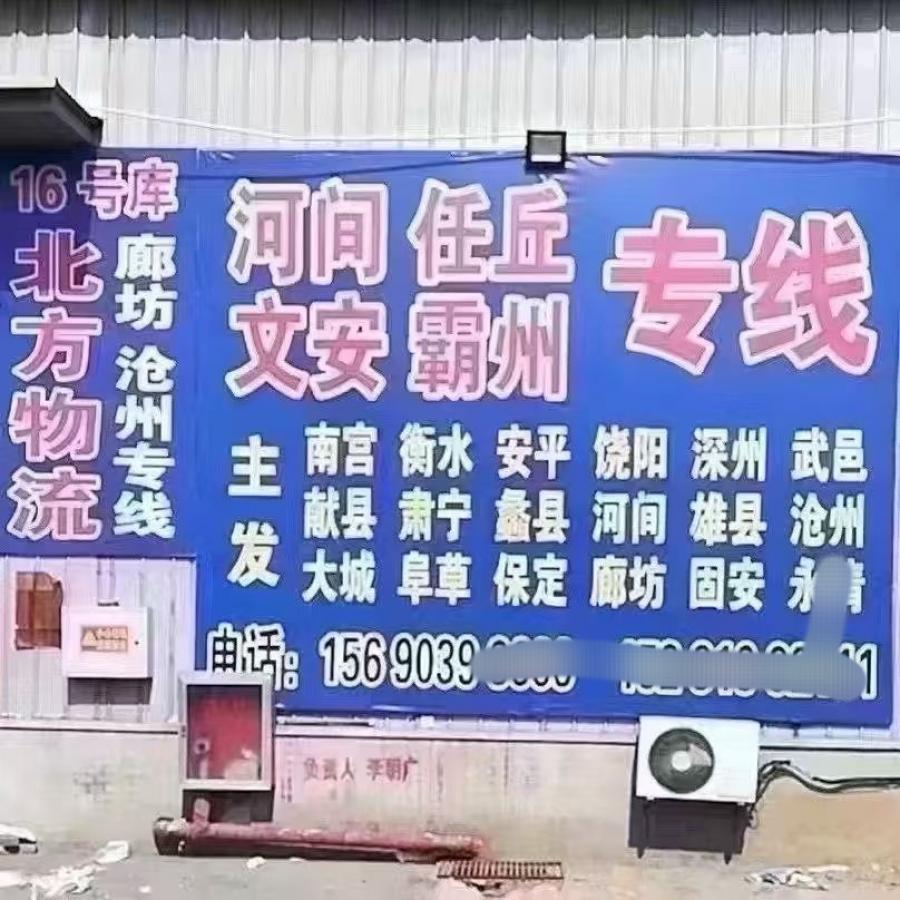 16号库
北方物流
廊坊 沧州专线
河间 任丘
文安 霸州
专线
主发
南宫 衡水 安平 饶阳 深州 武邑
献县 肃宁 蠡县 河间 雄县 沧州
大城 阜草 保定 廊坊 固安 永清
电话: 156 9039
负责人 李朝广